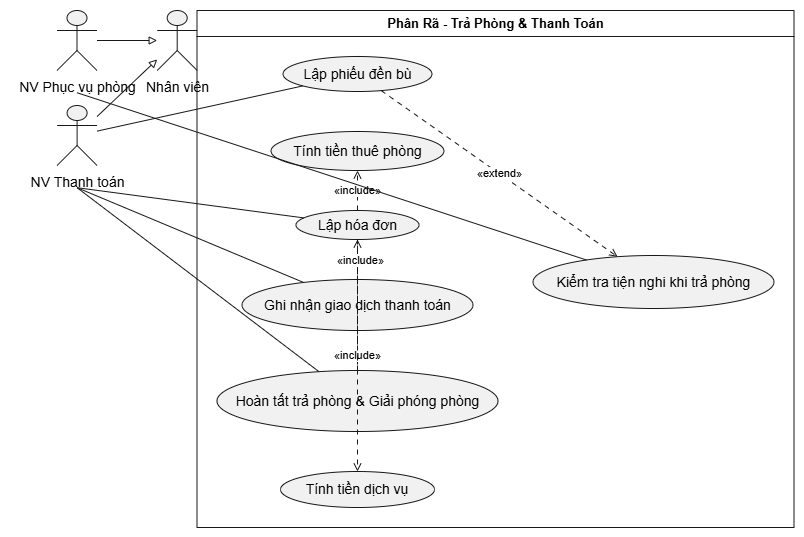 Phân Rã - Trả Phòng & Thanh Toán
NV Phục vụ phòng
Nhân viên
Lập phiếu đền bù
Tính tiền thuê phòng
«extend»
NV Thanh toán
«include»
Lập hóa đơn
«include»
Kiểm tra tiện nghi khi trả phòng
Ghi nhận giao dịch thanh toán
«include»
Hoàn tất trả phòng & Giải phóng phòng
Tính tiền dịch vụ